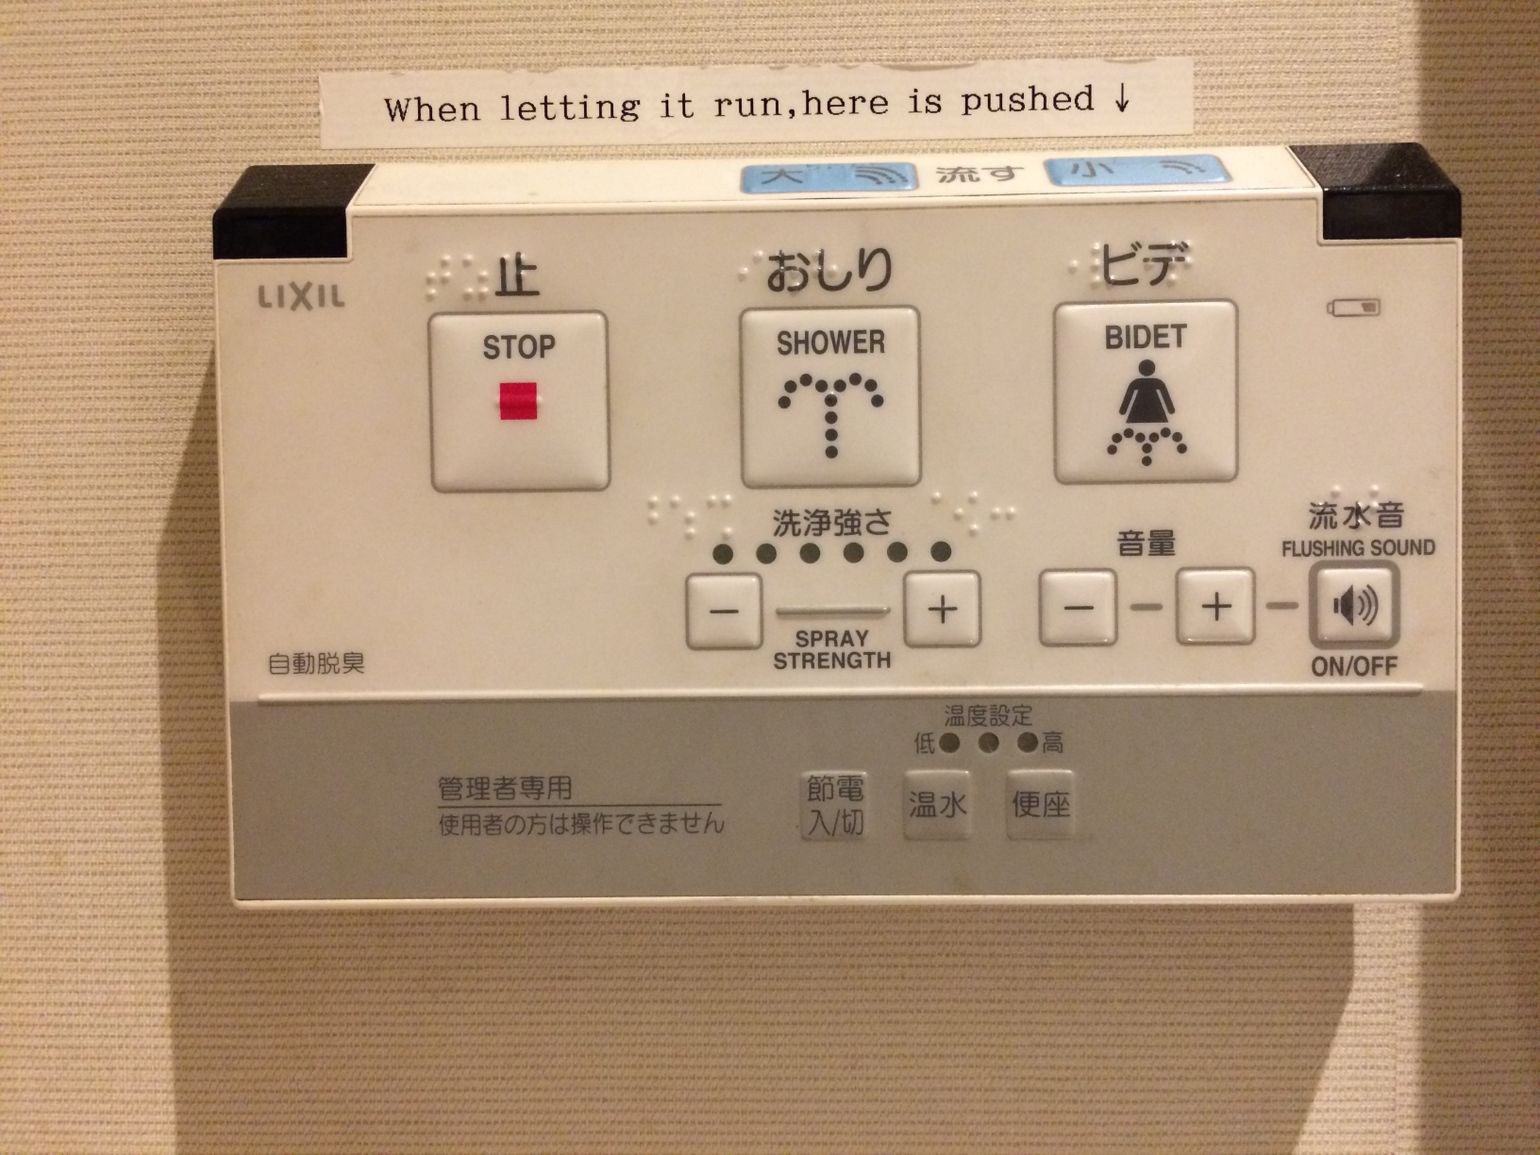 When letting it run,here is pushed ↓
大 流す 小
LIXIL
止 おしり ビデ
STOP SHOWER BIDET
洗浄強さ
音量
流水音
FLUSHING SOUND
− + − +
SPRAY
STRENGTH
ON/OFF
自動脱臭
温度設定
低 高
管理者専用
使用者の方は操作できません
節電
入/切
温水
便座